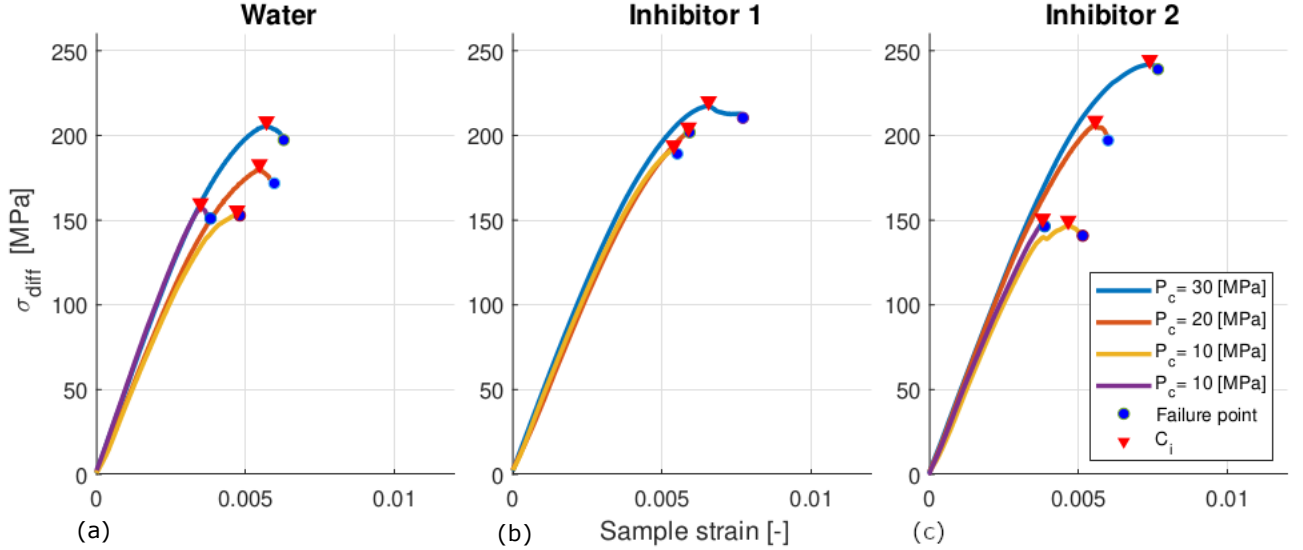 Water
Inhibitor 1
Inhibitor 2
σdiff [MPa]
250
200
150
100
50
0
0
0.005
0.01
(a)
250
200
150
100
50
0
0
0.005
0.01
(b)
Sample strain [-]
250
200
150
100
50
0
0
0.005
0.01
(c)
Pc= 30 [MPa]
Pc= 20 [MPa]
Pc= 10 [MPa]
Pc= 10 [MPa]
Failure point
Ci